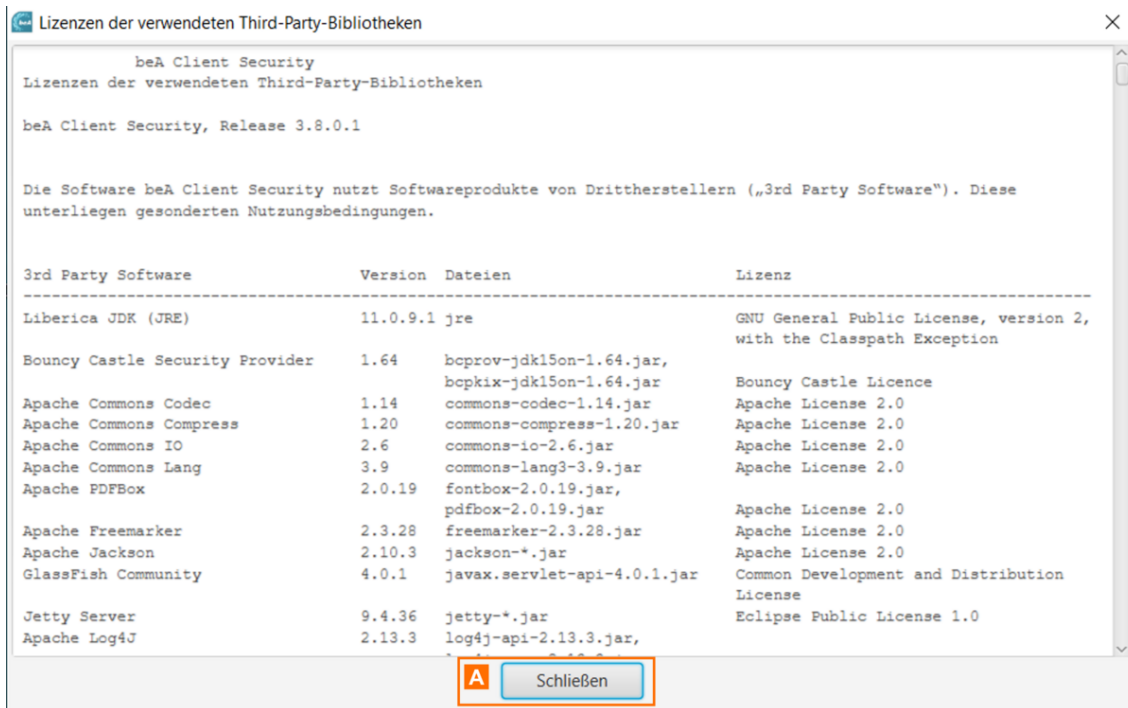 beA Lizenzen der verwendeten Third-Party-Bibliotheken
beA Client Security
Lizenzen der verwendeten Third-Party-Bibliotheken
beA Client Security, Release 3.8.0.1
Die Software beA Client Security nutzt Softwareprodukte von Drittherstellern („3rd Party Software“). Diese
unterliegen gesonderten Nutzungsbedingungen.
3rd Party Software Version Dateien Lizenz
Liberica JDK (JRE) 11.0.9.1 jre GNU General Public License, version 2,
with the Classpath Exception
Bouncy Castle Security Provider 1.64 bcprov-jdk15on-1.64.jar,
bcpkix-jdk15on-1.64.jar Bouncy Castle Licence
Apache Commons Codec 1.14 commons-codec-1.14.jar Apache License 2.0
Apache Commons Compress 1.20 commons-compress-1.20.jar Apache License 2.0
Apache Commons IO 2.6 commons-io-2.6.jar Apache License 2.0
Apache Commons Lang 3.9 commons-lang3-3.9.jar Apache License 2.0
Apache PDFBox 2.0.19 fontbox-2.0.19.jar,
pdfbox-2.0.19.jar Apache License 2.0
Apache Freemarker 2.3.28 freemarker-2.3.28.jar Apache License 2.0
Apache Jackson 2.10.3 jackson-*.jar Apache License 2.0
GlassFish Community 4.0.1 javax.servlet-api-4.0.1.jar Common Development and Distribution
License
Jetty Server 9.4.36 jetty-*.jar Eclipse Public License 1.0
Apache Log4J 2.13.3 log4j-api-2.13.3.jar,
A Schließen